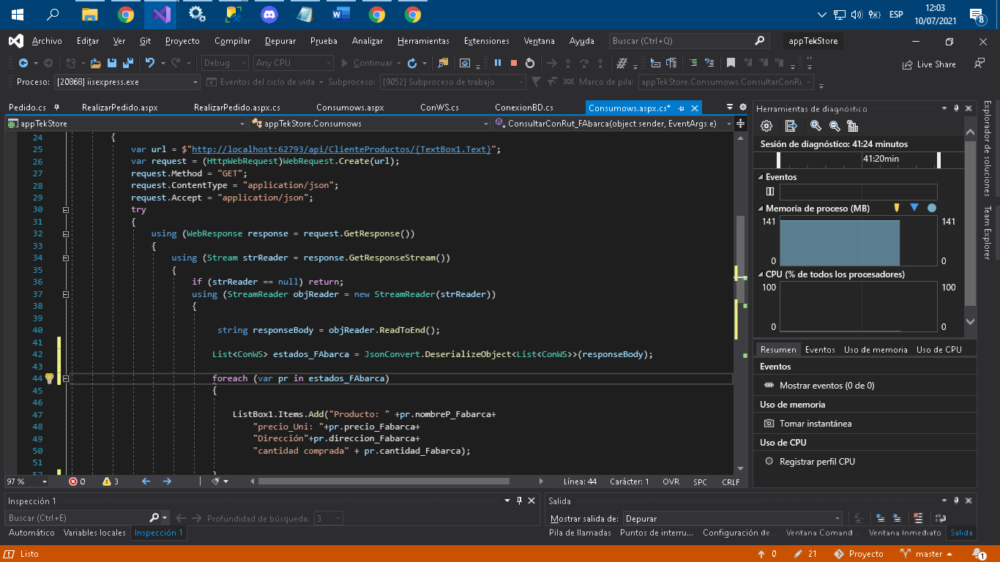 ESP
12:03
10/07/2021
8
Archivo Editar Ver Git Proyecto Compilar Depurar Prueba Analizar Herramientas Extensiones Ventana Ayuda Buscar (Ctrl+Q) appTekStore
Debug Any CPU Continuar Live Share
Proceso: [20868] iisexpress.exe Eventos del ciclo de vida Subproceso: [9052] Subproceso de trabajo Marco de pila: appTekStore.Consumows.ConsultarConRu
Pedido.cs RealizarPedido.aspx RealizarPedido.aspx.cs Consumows.aspx ConWS.cs ConexionBD.cs Consumows.aspx.cs*
appTekStore appTekStore.Consumows ConsultarConRut_FAbarca(object sender, EventArgs e)
24 {
25 var url = $"http://localhost:62793/api/ClienteProductos/{TextBox1.Text}";
26 var request = (HttpWebRequest)WebRequest.Create(url);
27 request.Method = "GET";
28 request.ContentType = "application/json";
29 request.Accept = "application/json";
30 try
31 {
32 using (WebResponse response = request.GetResponse())
33 {
34 using (Stream strReader = response.GetResponseStream())
35 {
36 if (strReader == null) return;
37 using (StreamReader objReader = new StreamReader(strReader))
38 {
39
40 string responseBody = objReader.ReadToEnd();
41
42 List<ConWS> estados_FAbarca = JsonConvert.DeserializeObject<List<ConWS>>(responseBody);
43
44 foreach (var pr in estados_FAbarca)
45 {
46
47 ListBox1.Items.Add("Producto: " +pr.nombreP_Fabarca+
48 "precio_Uni: "+pr.precio_Fabarca+
49 "Dirección"+pr.direccion_Fabarca+
50 "cantidad comprada" + pr.cantidad_Fabarca);
51
52 }
97 % 0 3 Línea: 44 Carácter: 1 OVR SPC CRLF
Herramientas de diagnóstico
Sesión de diagnóstico: 41:24 minutos
41:20min
Eventos
Memoria de proceso (MB)
141 141
0 0
CPU (% de todos los procesadores)
100 100
0 0
Resumen Eventos Uso de memoria Uso de CPU
Eventos
Mostrar eventos (0 de 0)
Uso de memoria
Tomar instantánea
Uso de CPU
Registrar perfil CPU
Explorador de soluciones
Team Explorer
Inspección 1
Buscar (Ctrl+E) Profundidad de búsqueda: 3
Automático Variables locales Inspección 1
Salida
Mostrar salida de: Depurar
Pila de llamadas Puntos de interru... Configuración de... Ventana Comand... Ventana Inmediato Salida
Listo 0 21 Proyecto master 1